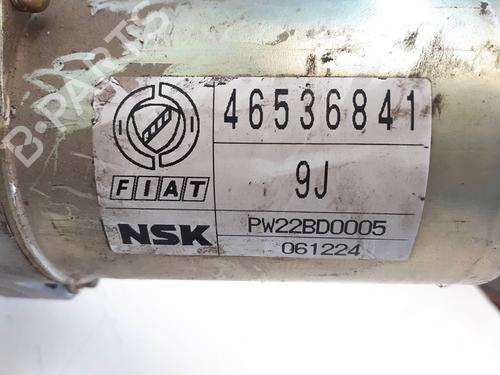 B-PARTS
46536841
FIAT
9J
NSK
PW22BD0005
061224